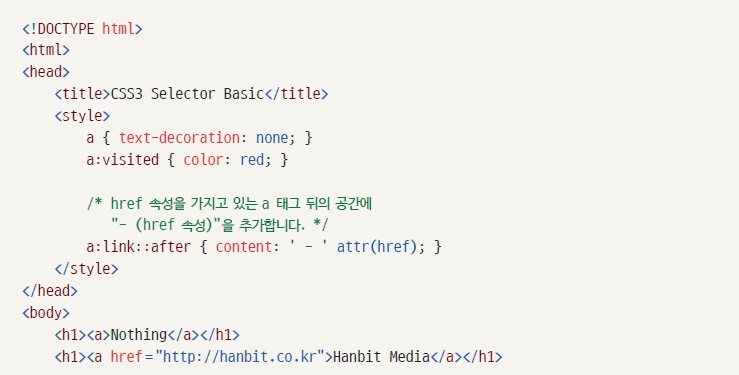 <!DOCTYPE html>
<html>
<head>
    <title>CSS3 Selector Basic</title>
    <style>
        a { text-decoration: none; }
        a:visited { color: red; }

        /* href 속성을 가지고 있는 a 태그 뒤의 공간에
           "- (href 속성)"을 추가합니다. */
        a:link::after { content: ' - ' attr(href); }
    </style>
</head>
<body>
    <h1><a>Nothing</a></h1>
    <h1><a href="http://hanbit.co.kr">Hanbit Media</a></h1>